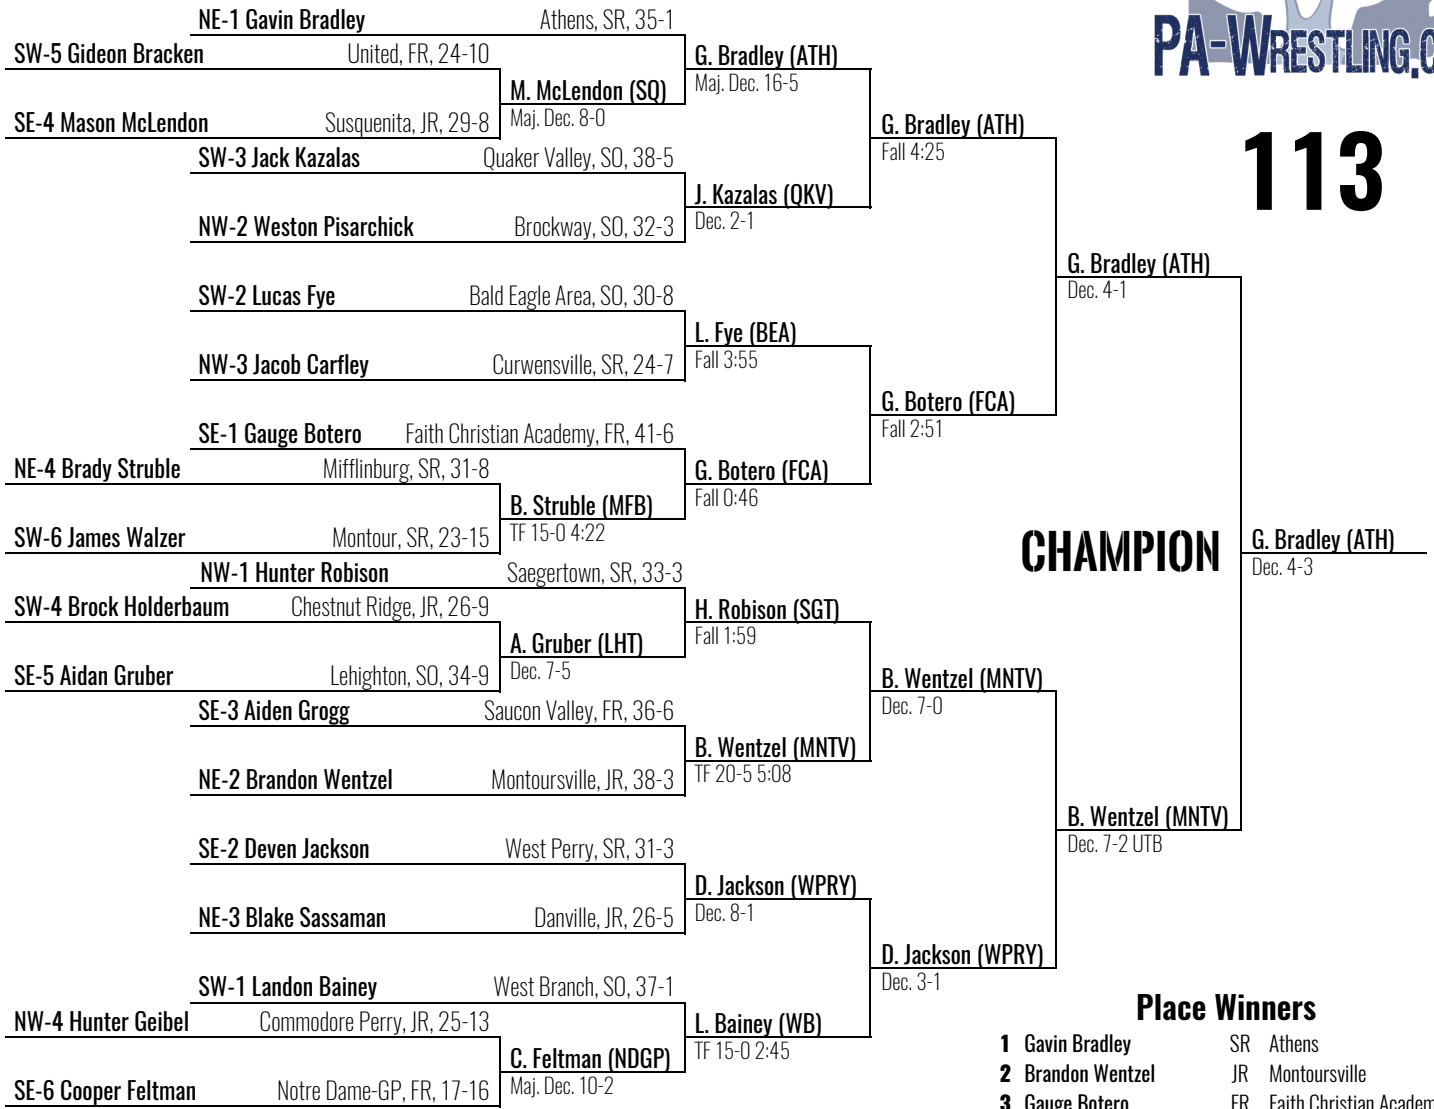 NE-1 Gavin Bradley Athens, SR, 35-1
SW-5 Gideon Bracken United, FR, 24-10
G. Bradley (ATH)
Maj. Dec. 16-5
PA-WRESTLING.C
M. McLendon (SQ)
Maj. Dec. 8-0
SE-4 Mason McLendon Susquenita, JR, 29-8
G. Bradley (ATH)
Fall 4:25
113
SW-3 Jack Kazalas Quaker Valley, SO, 38-5
J. Kazalas (QKV)
Dec. 2-1
NW-2 Weston Pisarchick Brockway, SO, 32-3
G. Bradley (ATH)
Dec. 4-1
SW-2 Lucas Fye Bald Eagle Area, SO, 30-8
L. Fye (BEA)
Fall 3:55
NW-3 Jacob Carfley Curwensville, SR, 24-7
G. Botero (FCA)
Fall 2:51
SE-1 Gauge Botero Faith Christian Academy, FR, 41-6
NE-4 Brady Struble Mifflinburg, SR, 31-8
G. Botero (FCA)
Fall 0:46
B. Struble (MFB)
TF 15-0 4:22
SW-6 James Walzer Montour, SR, 23-15
CHAMPION
G. Bradley (ATH)
Dec. 4-3
NW-1 Hunter Robison Saegertown, SR, 33-3
SW-4 Brock Holderbaum Chestnut Ridge, JR, 26-9
H. Robison (SGT)
Fall 1:59
A. Gruber (LHT)
Dec. 7-5
SE-5 Aidan Gruber Lehighton, SO, 34-9
B. Wentzel (MNTV)
Dec. 7-0
SE-3 Aiden Grogg Saucon Valley, FR, 36-6
B. Wentzel (MNTV)
TF 20-5 5:08
NE-2 Brandon Wentzel Montoursville, JR, 38-3
B. Wentzel (MNTV)
Dec. 7-2 UTB
SE-2 Deven Jackson West Perry, SR, 31-3
D. Jackson (WPRY)
Dec. 8-1
NE-3 Blake Sassaman Danville, JR, 26-5
D. Jackson (WPRY)
Dec. 3-1
SW-1 Landon Bainey West Branch, SO, 37-1
NW-4 Hunter Geibel Commodore Perry, JR, 25-13
L. Bainey (WB)
TF 15-0 2:45
C. Feltman (NDGP)
Maj. Dec. 10-2
SE-6 Cooper Feltman Notre Dame-GP, FR, 17-16
Place Winners
1 Gavin Bradley SR Athens
2 Brandon Wentzel JR Montoursville
3 Gauge Botero FR Faith Christian Academ